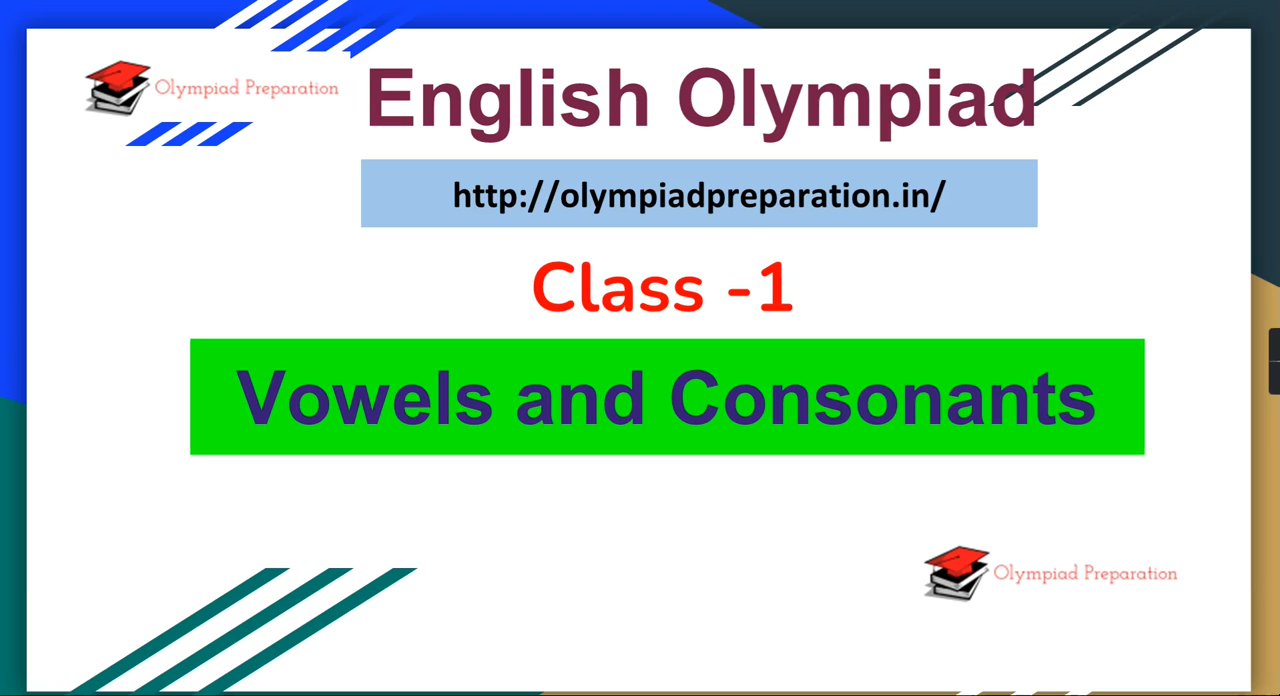 Olympiad Preparation
English Olympiad
http://olympiadpreparation.in/
Class -1
Vowels and Consonants
Olympiad Preparation